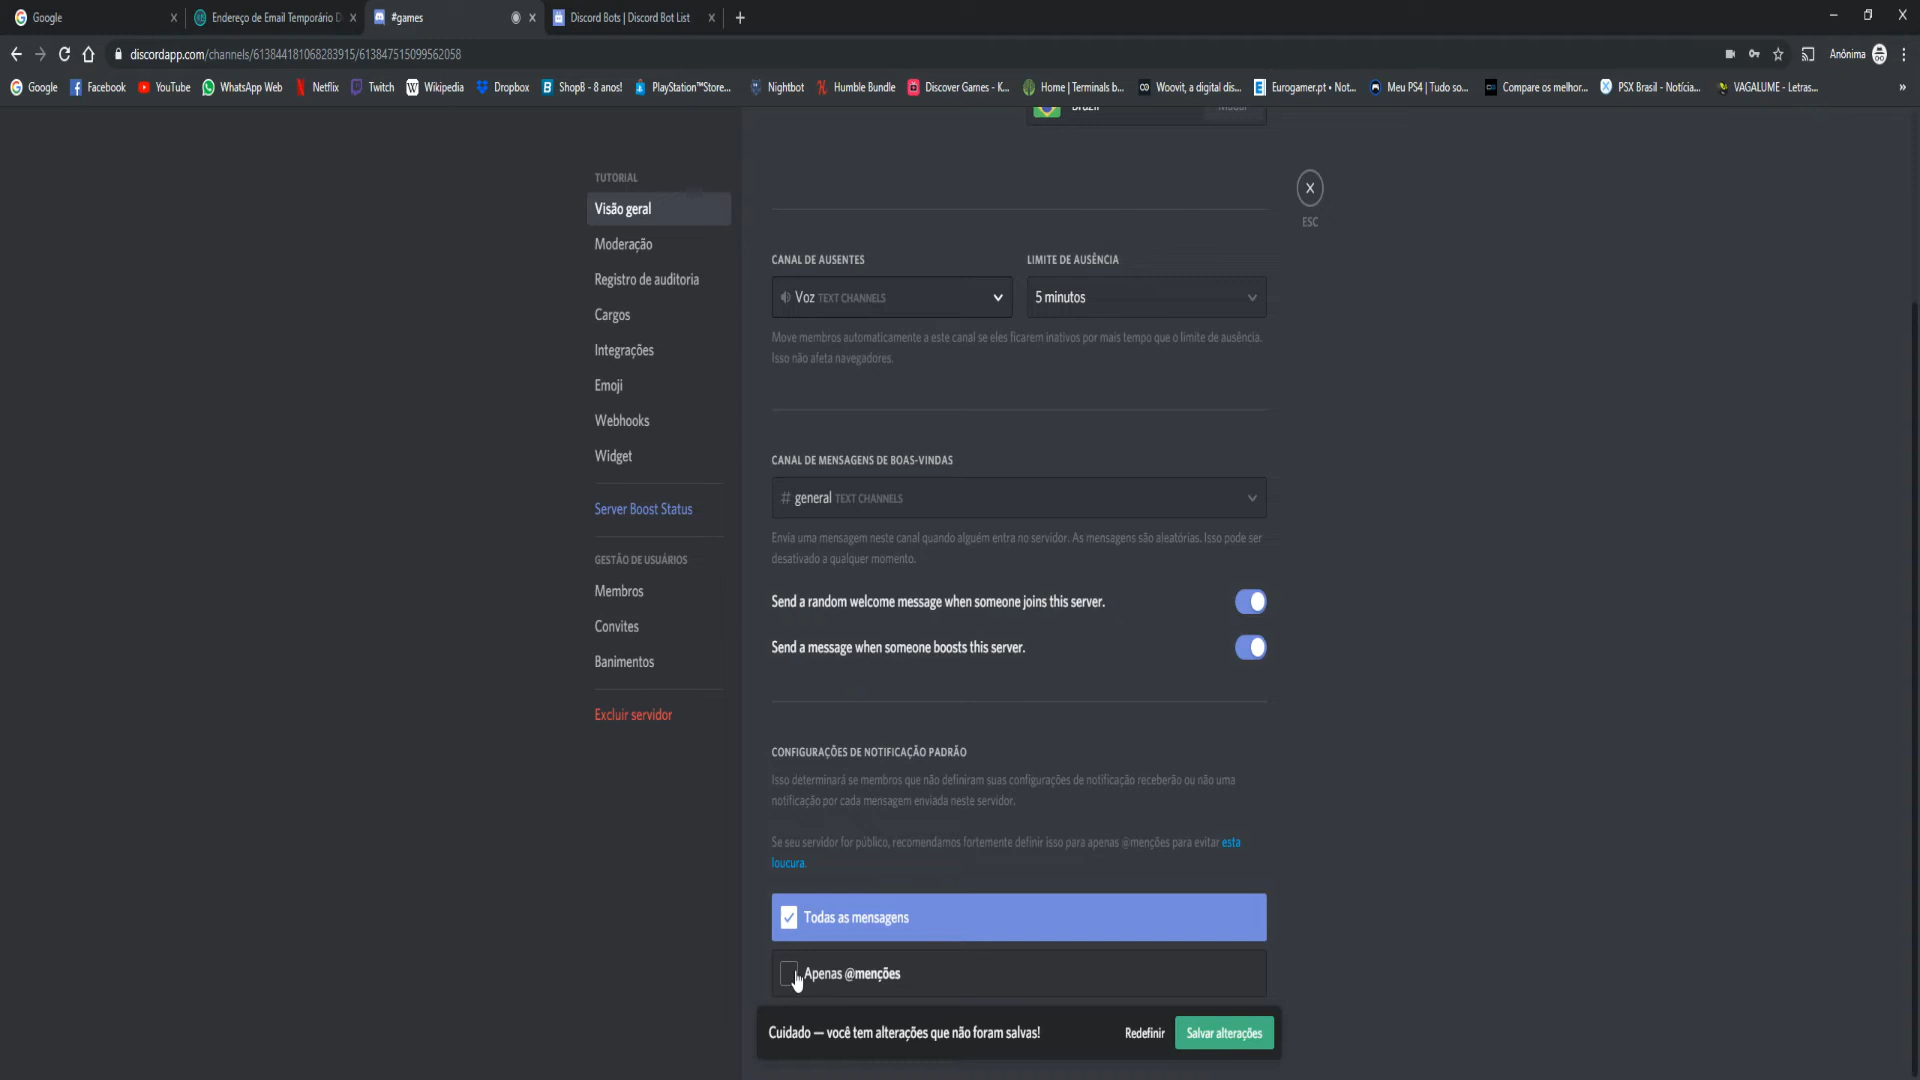 Google
Endereço de Email Temporário D
#games
Discord Bots | Discord Bot List
discordapp.com/channels/613844181068283915/613847515099562058
Anônima
Google
Facebook
YouTube
WhatsApp Web
Netflix
Twitch
Wikipedia
Dropbox
ShopB - 8 anos!
PlayStation™Store...
Nightbot
Humble Bundle
Discover Games - K...
Home | Terminals b...
Woovit, a digital dis...
Eurogamer.pt • Not...
Meu PS4 | Tudo so...
Compare os melhor...
PSX Brasil - Notícia...
VAGALUME - Letras...
»
Brazil
Mudar
TUTORIAL
Visão geral
Moderação
Registro de auditoria
Cargos
Integrações
Emoji
Webhooks
Widget
Server Boost Status
GESTÃO DE USUÁRIOS
Membros
Convites
Banimentos
Excluir servidor
ESC
CANAL DE AUSENTES
LIMITE DE AUSÊNCIA
Voz TEXT CHANNELS
5 minutos
Move membros automaticamente a este canal se eles ficarem inativos por mais tempo que o limite de ausência.
Isso não afeta navegadores.
CANAL DE MENSAGENS DE BOAS-VINDAS
# general TEXT CHANNELS
Envia uma mensagem neste canal quando alguém entra no servidor. As mensagens são aleatórias. Isso pode ser
desativado a qualquer momento.
Send a random welcome message when someone joins this server.
Send a message when someone boosts this server.
CONFIGURAÇÕES DE NOTIFICAÇÃO PADRÃO
Isso determinará se membros que não definiram suas configurações de notificação receberão ou não uma
notificação por cada mensagem enviada neste servidor.
Se seu servidor for público, recomendamos fortemente definir isso para apenas @menções para evitar esta
loucura.
Todas as mensagens
Apenas @menções
Cuidado — você tem alterações que não foram salvas!
Redefinir
Salvar alterações